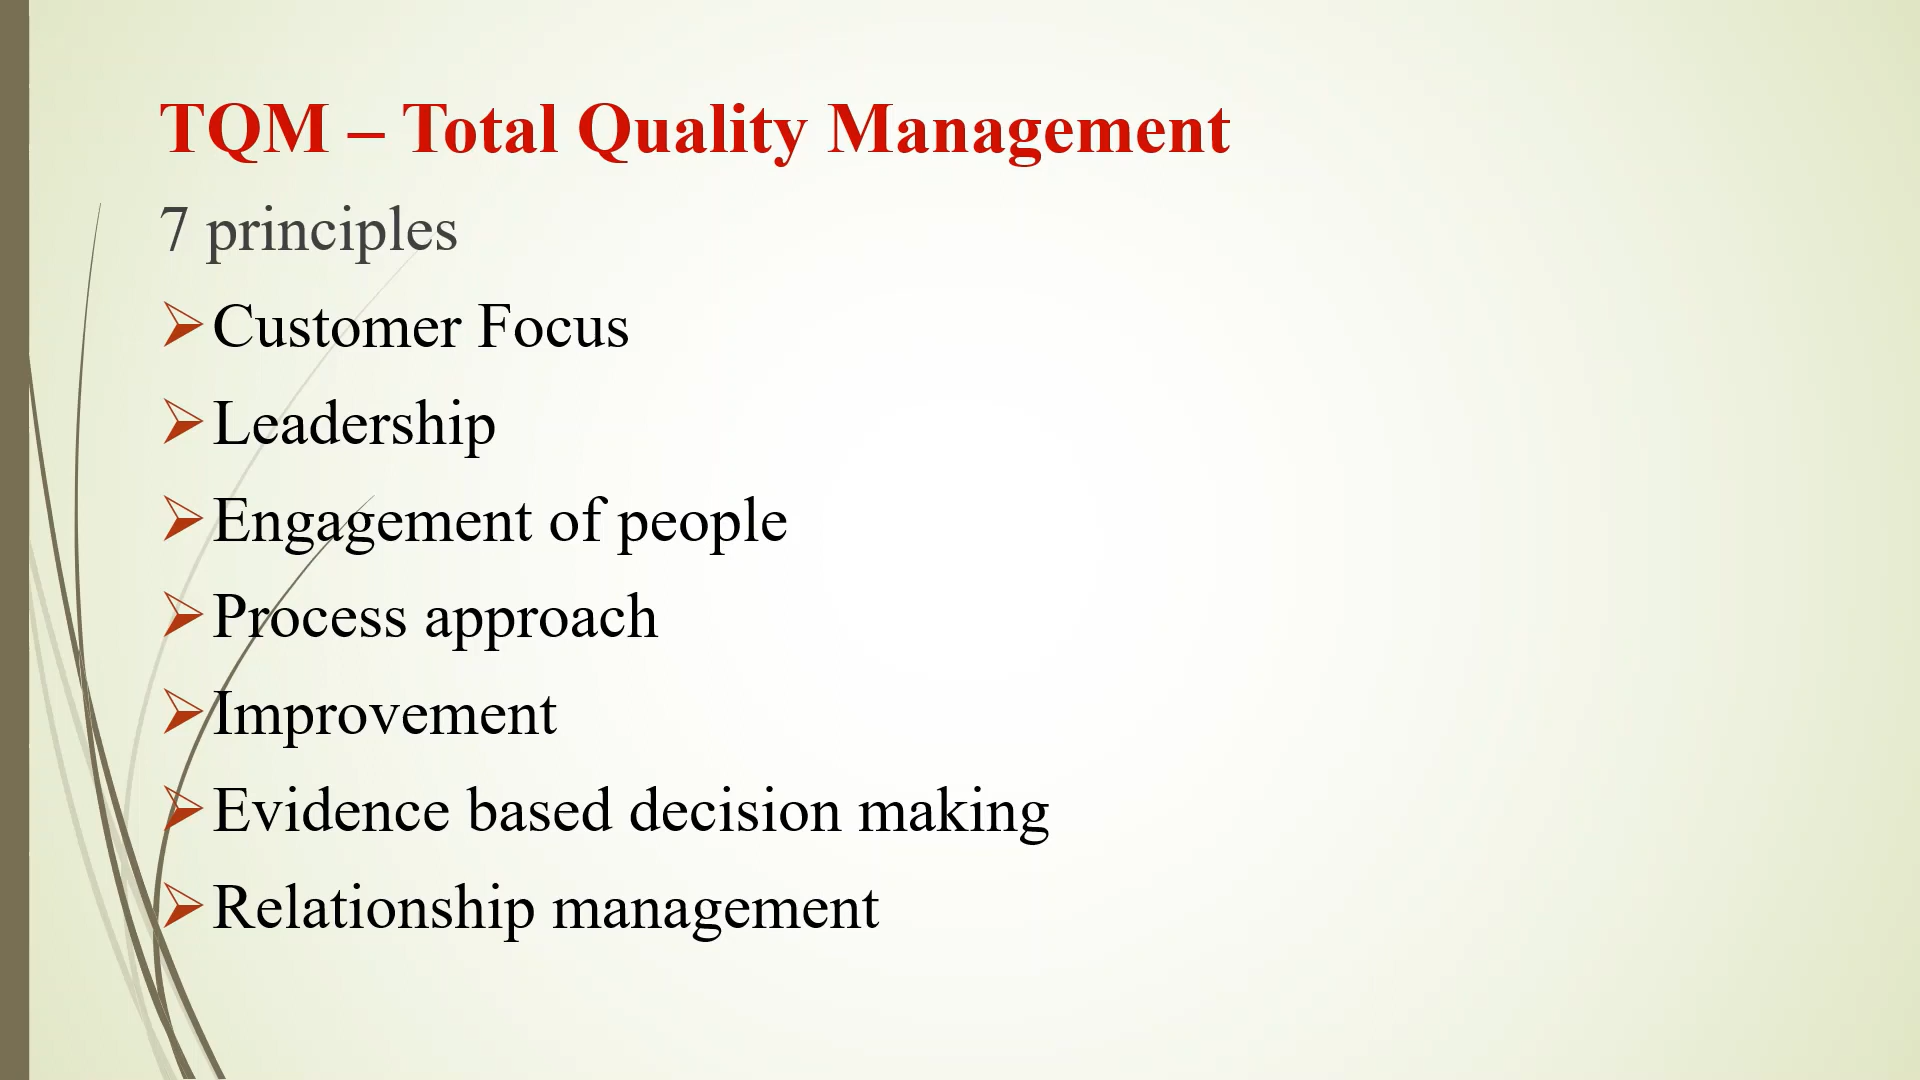 TQM – Total Quality Management
7 principles
Customer Focus
Leadership
Engagement of people
Process approach
Improvement
Evidence based decision making
Relationship management